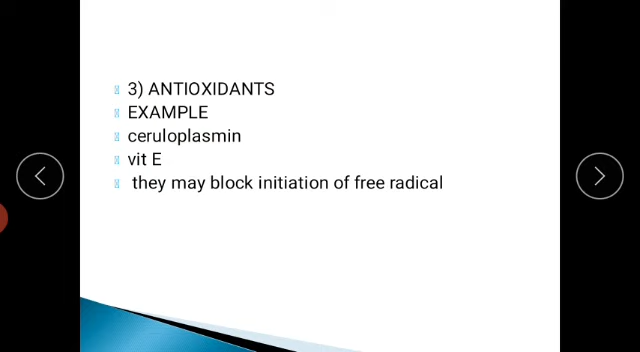 3) ANTIOXIDANTS
EXAMPLE
ceruloplasmin
vit E
they may block initiation of free radical